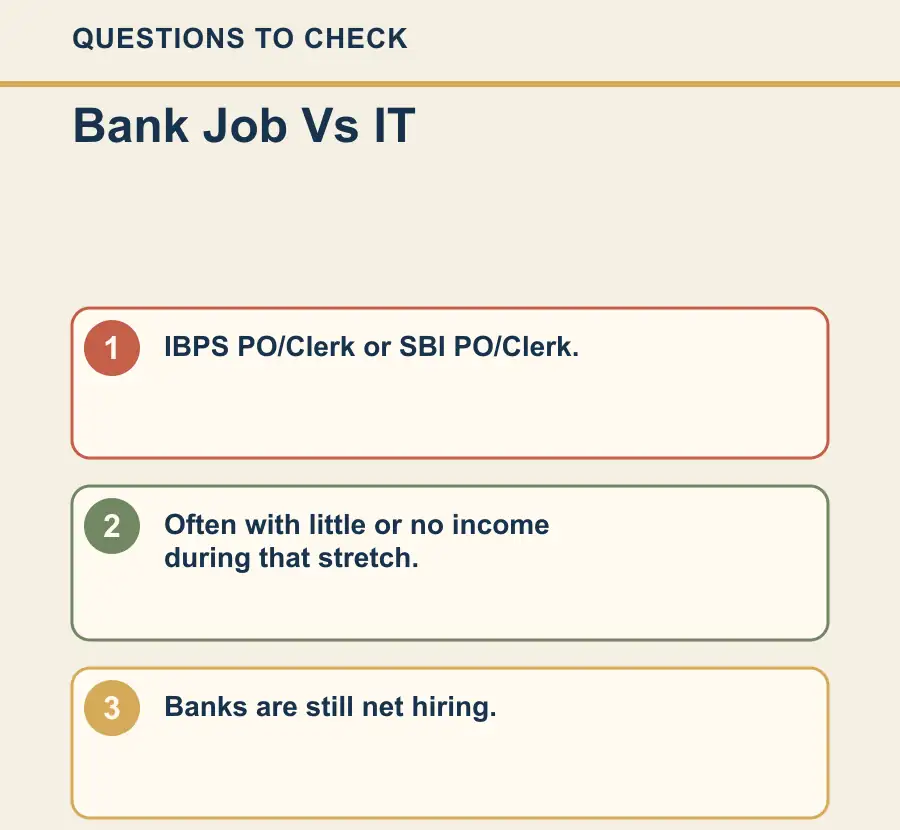 QUESTIONS TO CHECK
Bank Job Vs IT
1
IBPS PO/Clerk or SBI PO/Clerk.
2
Often with little or no income
during that stretch.
3
Banks are still net hiring.